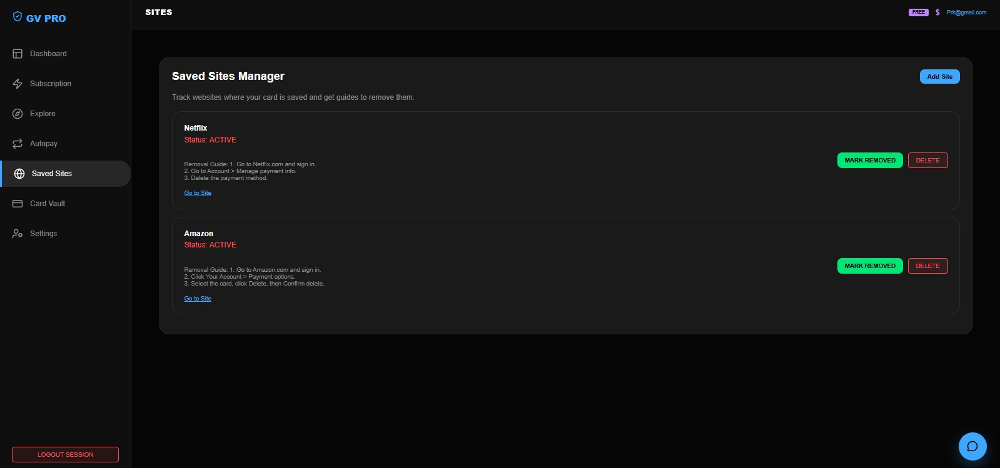 GV PRO
SITES
FREE
$
Prk@gmail.com
Dashboard
Subscription
Explore
Autopay
Saved Sites
Card Vault
Settings
LOGOUT SESSION
Saved Sites Manager
Add Site
Track websites where your card is saved and get guides to remove them.
Netflix
Status: ACTIVE
Removal Guide: 1. Go to Netflix.com and sign in.
2. Go to Account > Manage payment info.
3. Delete the payment method.
Go to Site
MARK REMOVED
DELETE
Amazon
Status: ACTIVE
Removal Guide: 1. Go to Amazon.com and sign in.
2. Click Your Account > Payment options.
3. Select the card, click Delete, then Confirm delete.
Go to Site
MARK REMOVED
DELETE